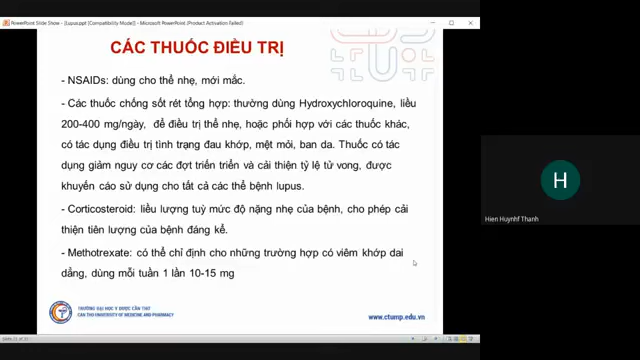 PowerPoint Slide Show - [Lupus.ppt [Compatibility Mode]] - Microsoft PowerPoint (Product Activation Failed)
CÁC THUỐC ĐIỀU TRỊ
- NSAIDs: dùng cho thể nhẹ, mới mắc.
- Các thuốc chống sốt rét tổng hợp: thường dùng Hydroxychloroquine, liều
200-400 mg/ngày, để điều trị thể nhẹ, hoặc phối hợp với các thuốc khác,
có tác dụng điều trị tình trạng đau khớp, mệt mỏi, ban da. Thuốc có tác
dụng giảm nguy cơ các đợt triến triển và cải thiện tỷ lệ tử vong, được
khuyến cáo sử dụng cho tất cả các thể bệnh lupus.
- Corticosteroid: liều lượng tuỳ mức độ nặng nhẹ của bệnh, cho phép cải
thiện tiên lượng của bệnh đáng kể.
- Methotrexate: có thể chỉ định cho những trường hợp có viêm khớp dai
dẳng, dùng mỗi tuần 1 lần 10-15 mg
TRƯỜNG ĐẠI HỌC Y DƯỢC CẦN THƠ
CAN THO UNIVERSITY OF MEDICINE AND PHARMACY
www.ctump.edu.vn
H
Hien Huynhf Thanh